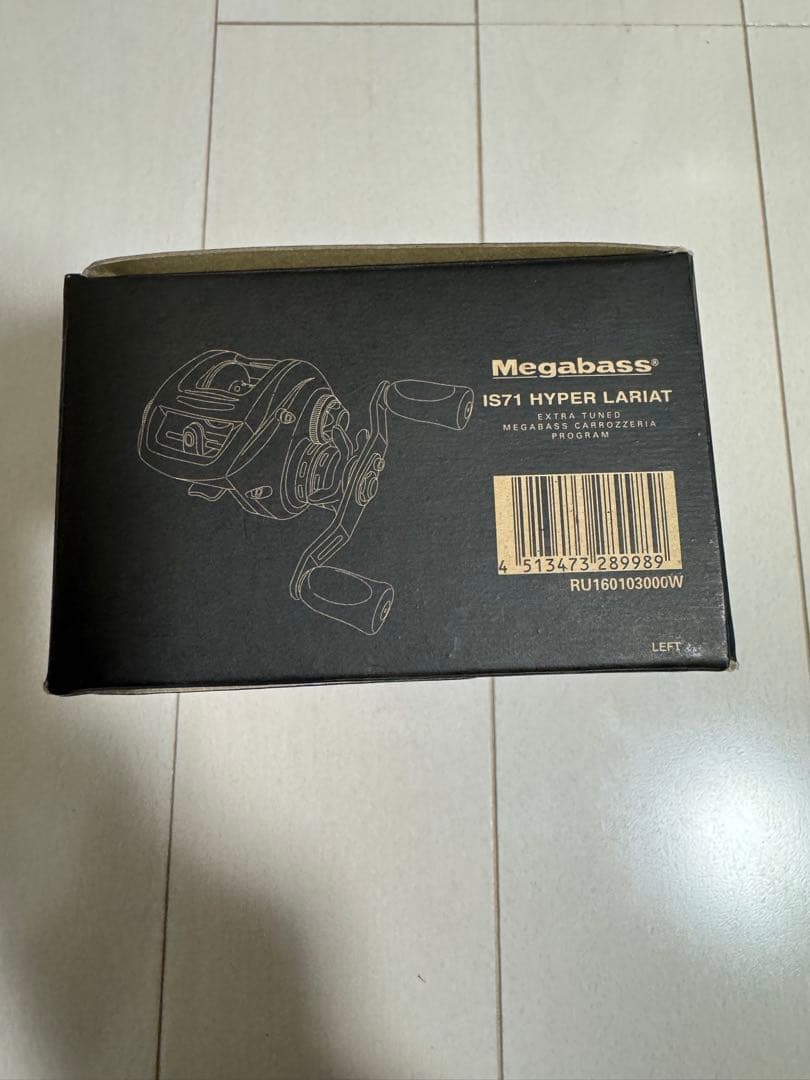 Megabass®
IS71 HYPER LARIAT
EXTRA TUNED
MEGABASS CARROZZERIA
PROGRAM
4 513473 289989
RU160103000W
LEFT